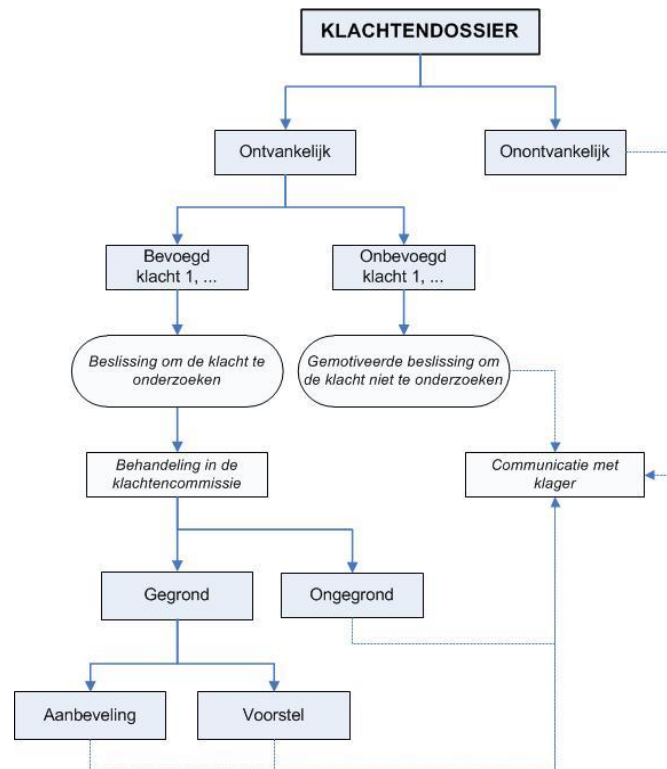 KLACHTENDOSSIER
Ontvankelijk
Onontvankelijk
Bevoegd
klacht 1, ...
Onbevoegd
klacht 1, ...
Beslissing om de klacht te
onderzoeken
Gemotiveerde beslissing om
de klacht niet te onderzoeken
Behandeling in de
klachtencommissie
Communicatie met
klager
Gegrond
Ongegrond
Aanbeveling
Voorstel